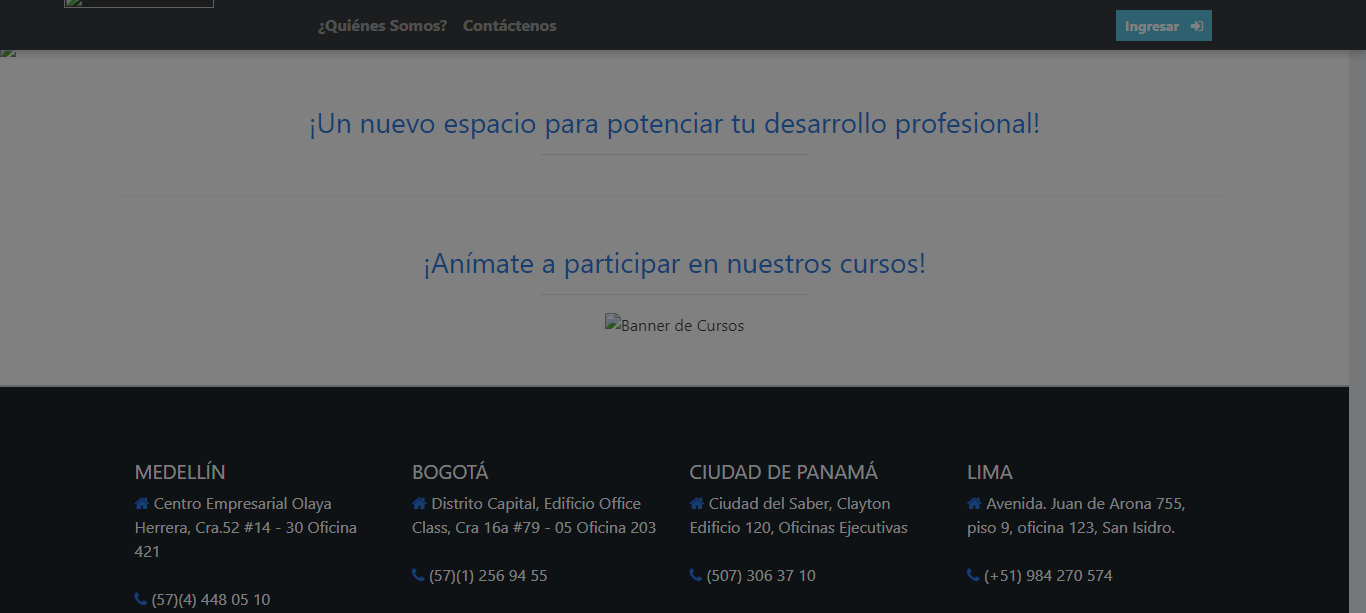 ¿Quiénes Somos? Contáctenos Ingresar
¡Un nuevo espacio para potenciar tu desarrollo profesional!
¡Anímate a participar en nuestros cursos!
Banner de Cursos
MEDELLÍN
Centro Empresarial Olaya
Herrera, Cra.52 #14 - 30 Oficina
421
(57)(4) 448 05 10
BOGOTÁ
Distrito Capital, Edificio Office
Class, Cra 16a #79 - 05 Oficina 203
(57)(1) 256 94 55
CIUDAD DE PANAMÁ
Ciudad del Saber, Clayton
Edificio 120, Oficinas Ejecutivas
(507) 306 37 10
LIMA
Avenida. Juan de Arona 755,
piso 9, oficina 123, San Isidro.
(+51) 984 270 574